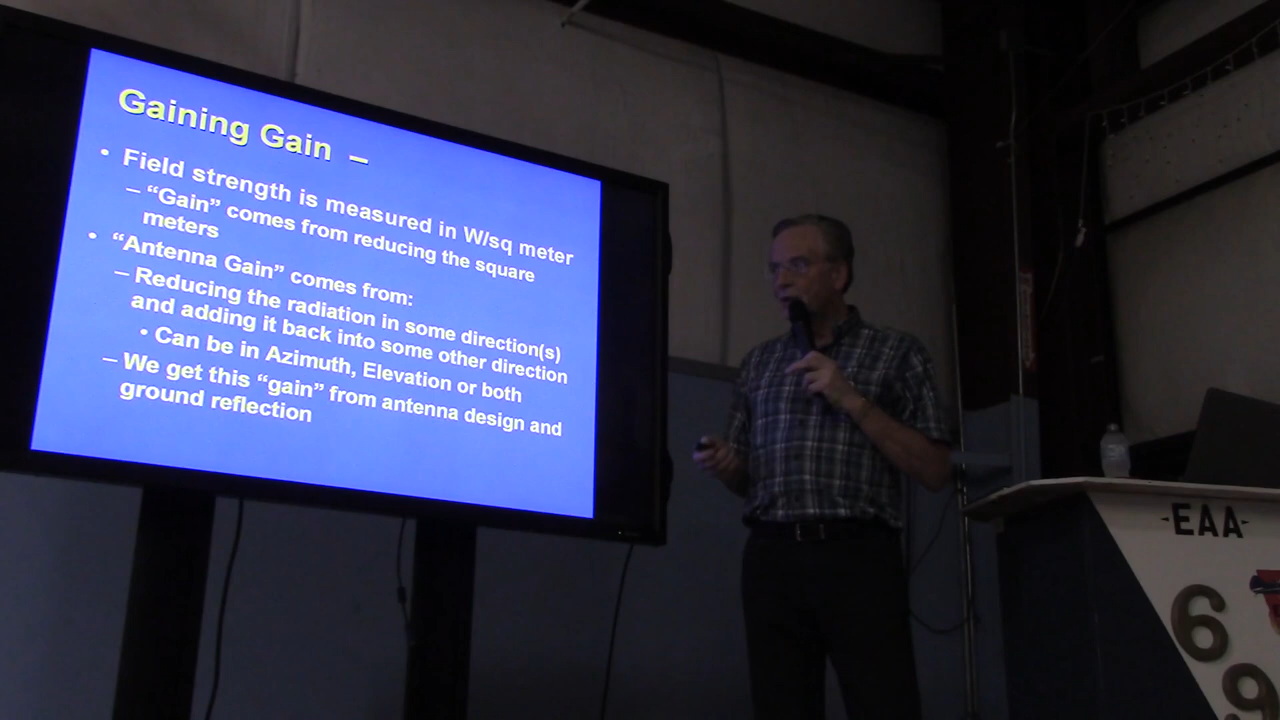 Gaining Gain –
• Field strength is measured in W/sq meter
– “Gain” comes from reducing the square
meters
• “Antenna Gain” comes from:
– Reducing the radiation in some direction(s)
and adding it back into some other direction
• Can be in Azimuth, Elevation or both
– We get this “gain” from antenna design and
ground reflection
-EAA-
6
9